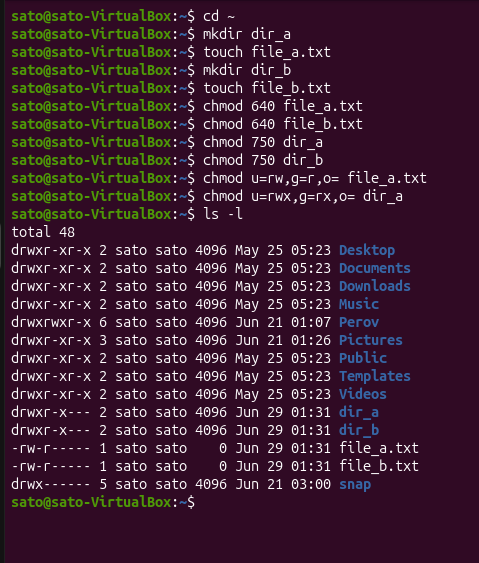 sato@sato-VirtualBox:~$ cd ~
sato@sato-VirtualBox:~$ mkdir dir_a
sato@sato-VirtualBox:~$ touch file_a.txt
sato@sato-VirtualBox:~$ mkdir dir_b
sato@sato-VirtualBox:~$ touch file_b.txt
sato@sato-VirtualBox:~$ chmod 640 file_a.txt
sato@sato-VirtualBox:~$ chmod 640 file_b.txt
sato@sato-VirtualBox:~$ chmod 750 dir_a
sato@sato-VirtualBox:~$ chmod 750 dir_b
sato@sato-VirtualBox:~$ chmod u=rw,g=r,o= file_a.txt
sato@sato-VirtualBox:~$ chmod u=rwx,g=rx,o= dir_a
sato@sato-VirtualBox:~$ ls -l
total 48
drwxr-xr-x 2 sato sato 4096 May 25 05:23 Desktop
drwxr-xr-x 2 sato sato 4096 May 25 05:23 Documents
drwxr-xr-x 2 sato sato 4096 May 25 05:23 Downloads
drwxr-xr-x 2 sato sato 4096 May 25 05:23 Music
drwxrwxr-x 6 sato sato 4096 Jun 21 01:07 Perov
drwxr-xr-x 3 sato sato 4096 Jun 21 01:26 Pictures
drwxr-xr-x 2 sato sato 4096 May 25 05:23 Public
drwxr-xr-x 2 sato sato 4096 May 25 05:23 Templates
drwxr-xr-x 2 sato sato 4096 May 25 05:23 Videos
drwxr-x--- 2 sato sato 4096 Jun 29 01:31 dir_a
drwxr-x--- 2 sato sato 4096 Jun 29 01:31 dir_b
-rw-r----- 1 sato sato    0 Jun 29 01:31 file_a.txt
-rw-r----- 1 sato sato    0 Jun 29 01:31 file_b.txt
drwx------ 5 sato sato 4096 Jun 21 03:00 snap
sato@sato-VirtualBox:~$